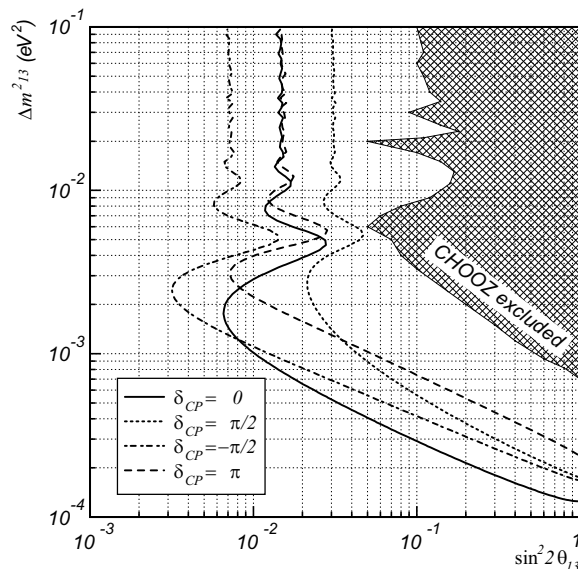 Δm²₁₃ (eV²)
10⁻¹
10⁻²
10⁻³
10⁻⁴
CHOOZ excluded
δCP= 0
δCP= π/2
δCP=−π/2
δCP= π
10⁻³ 10⁻² 10⁻¹ 1
sin²2θ₁₃